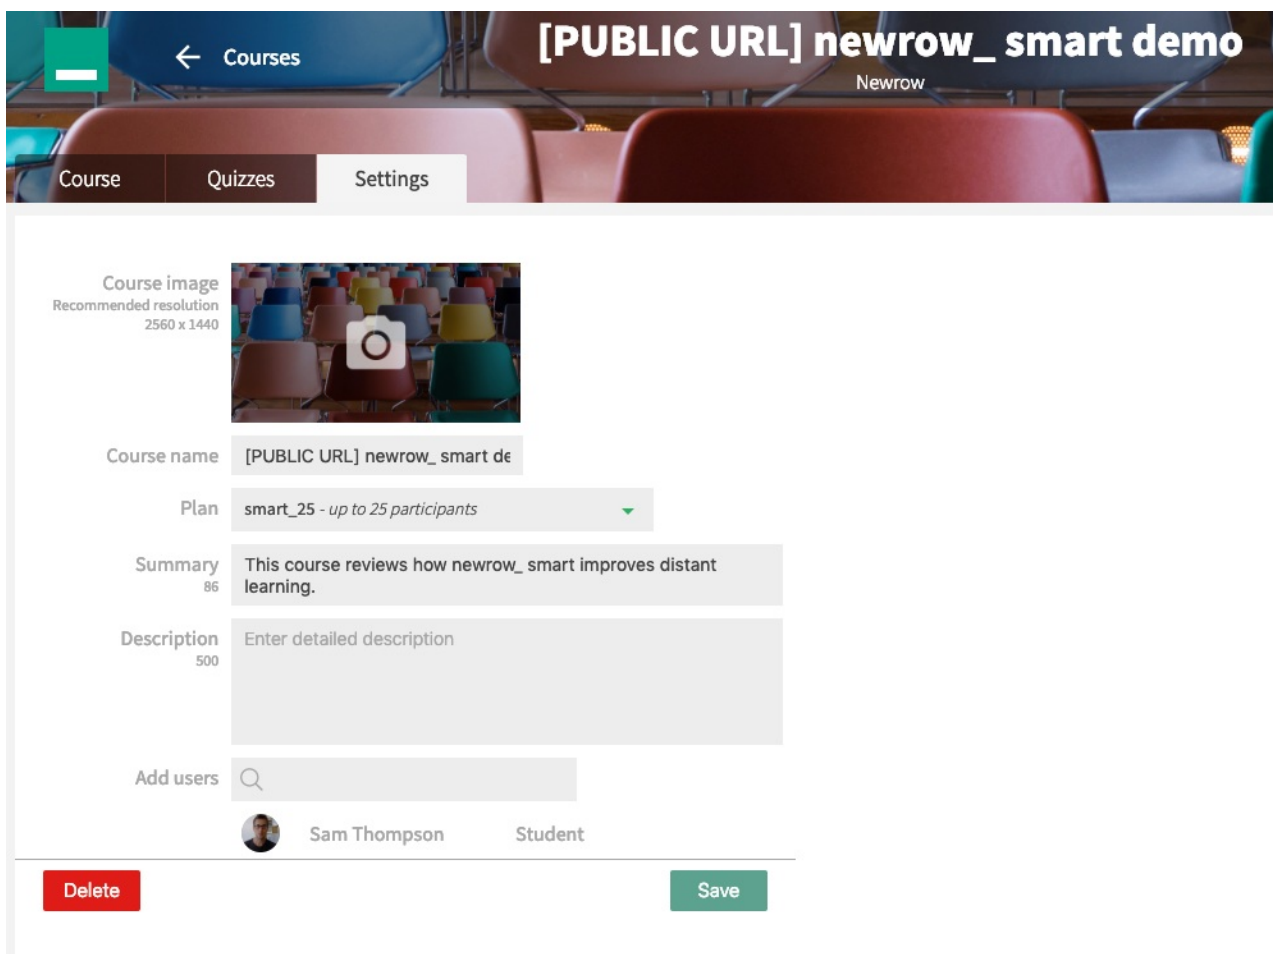 ← Courses
[PUBLIC URL] newrow_ smart demo
Newrow
Course
Quizzes
Settings
Course image
Recommended resolution
2560 x 1440
Course name
[PUBLIC URL] newrow_ smart de
Plan
smart_25 - up to 25 participants
Summary
86
This course reviews how newrow_ smart improves distant
learning.
Description
500
Enter detailed description
Add users
Sam Thompson
Student
Delete
Save